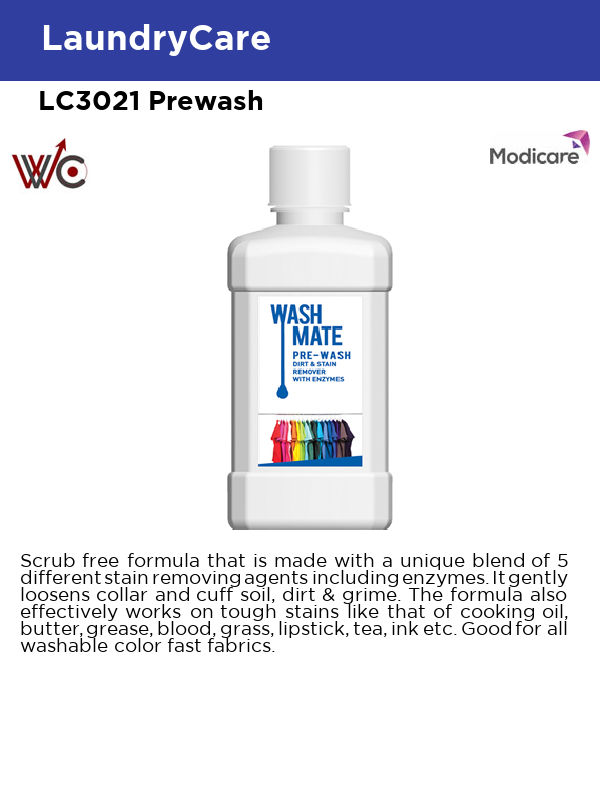 LaundryCare
LC3021 Prewash
WC
Modicare
WASH
MATE
PRE-WASH
DIRT & STAIN
REMOVER
WITH ENZYMES
Scrub free formula that is made with a unique blend of 5
different stain removing agents including enzymes. It gently
loosens collar and cuff soil, dirt & grime. The formula also
effectively works on tough stains like that of cooking oil,
butter, grease, blood, grass, lipstick, tea, ink etc. Good for all
washable color fast fabrics.